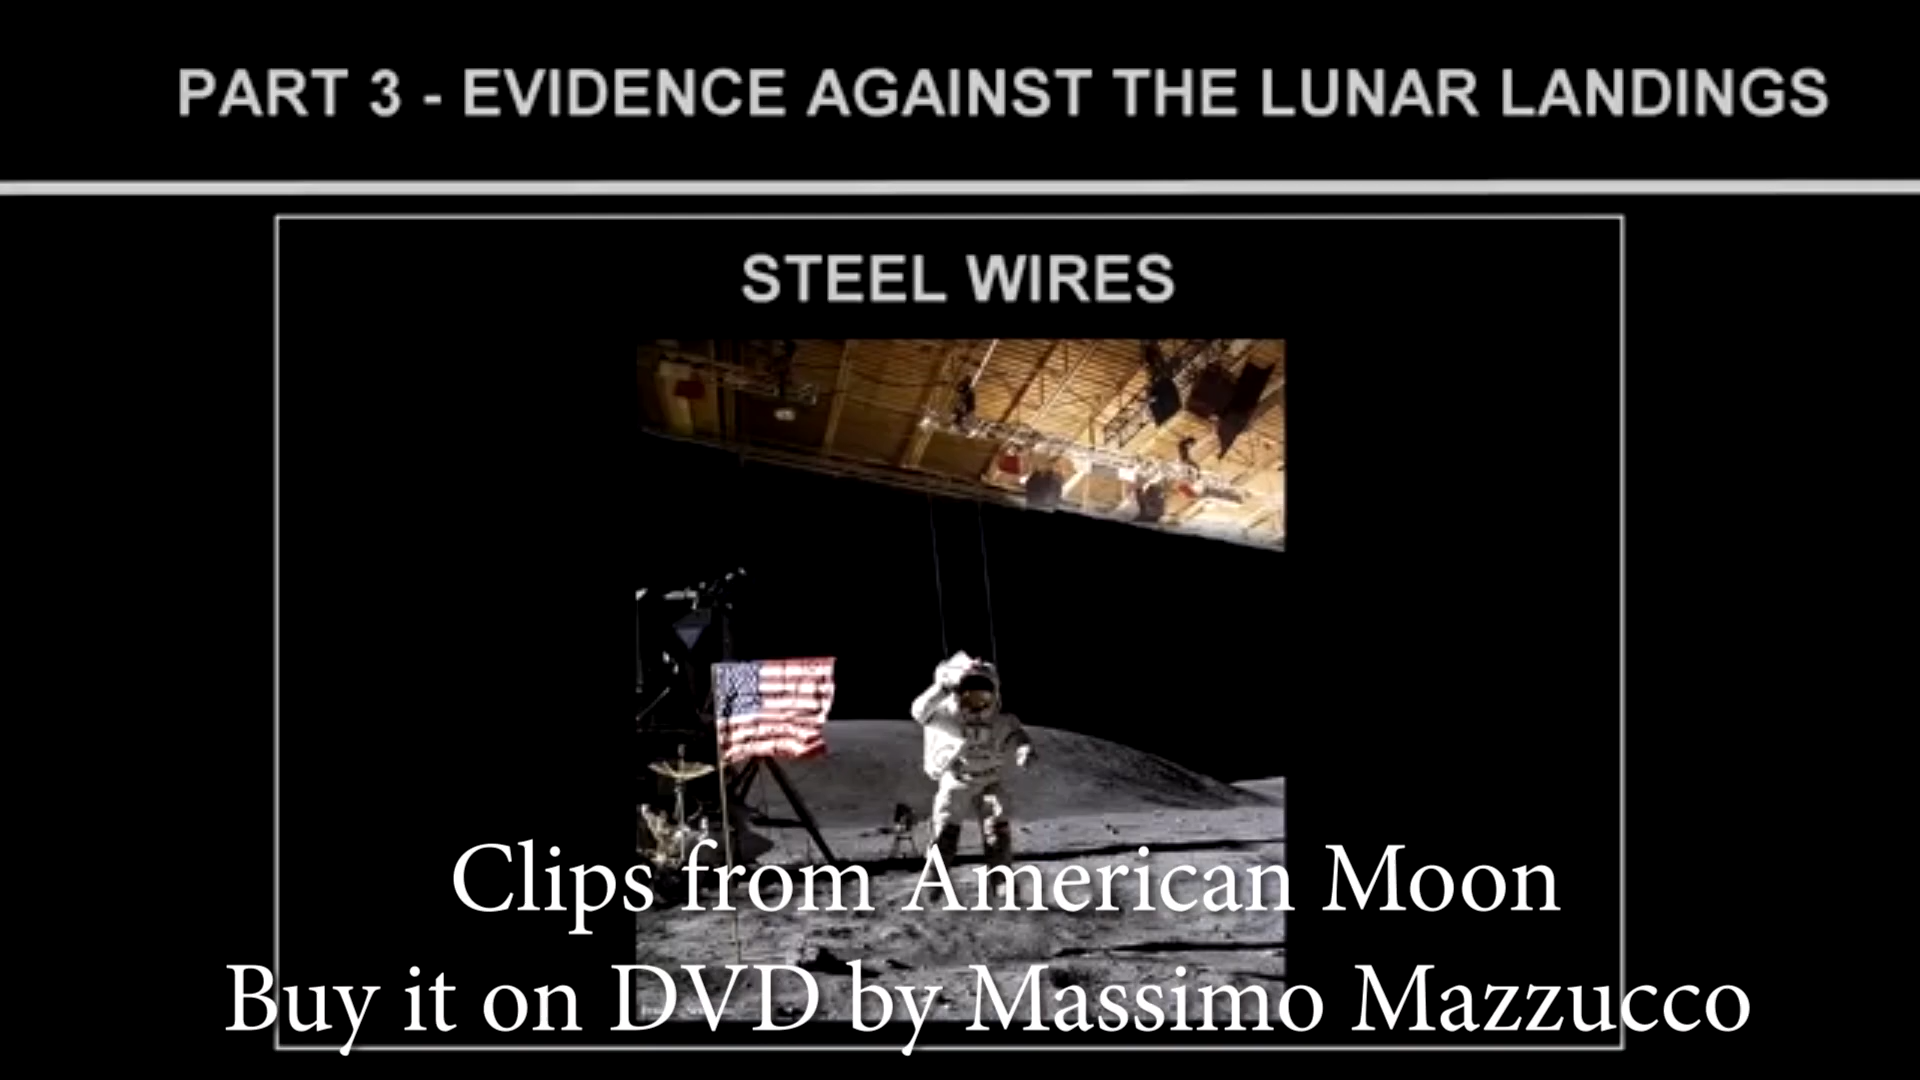 PART 3 - EVIDENCE AGAINST THE LUNAR LANDINGS
STEEL WIRES
Clips from American Moon
Buy it on DVD by Massimo Mazzucco